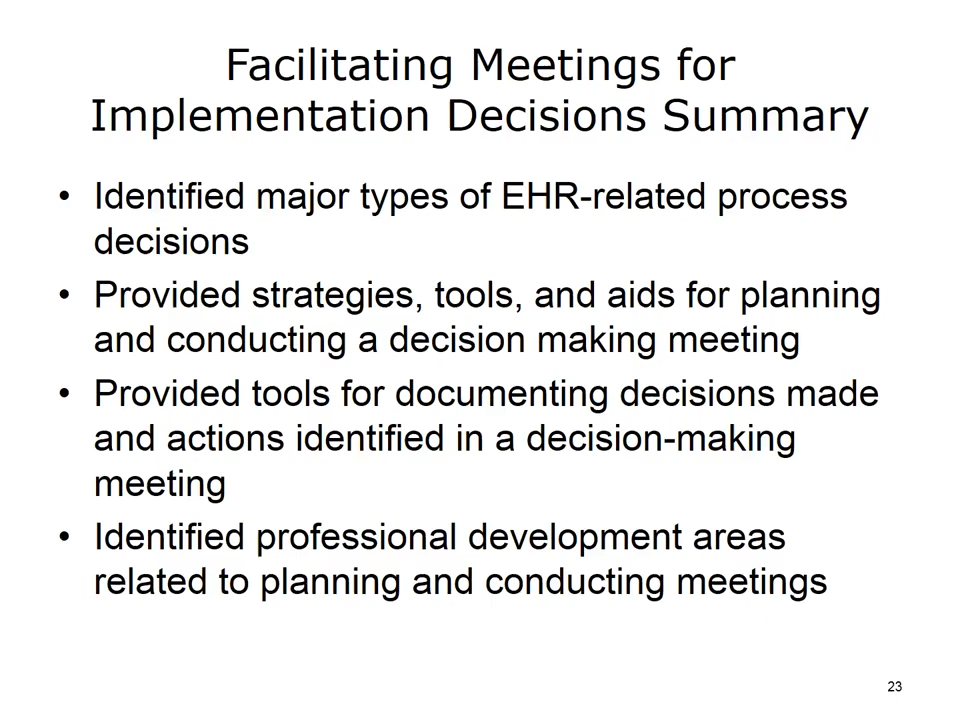 Facilitating Meetings for
Implementation Decisions Summary
• Identified major types of EHR-related process
decisions
• Provided strategies, tools, and aids for planning
and conducting a decision making meeting
• Provided tools for documenting decisions made
and actions identified in a decision-making
meeting
• Identified professional development areas
related to planning and conducting meetings
23